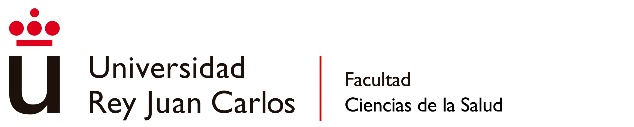 u Universidad
Rey Juan Carlos
Facultad
Ciencias de la Salud